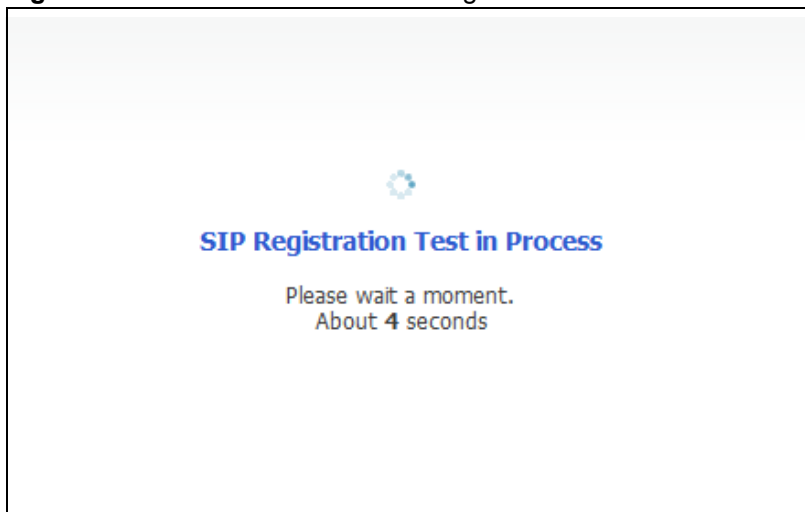 SIP Registration Test in Process
Please wait a moment.
About 4 seconds